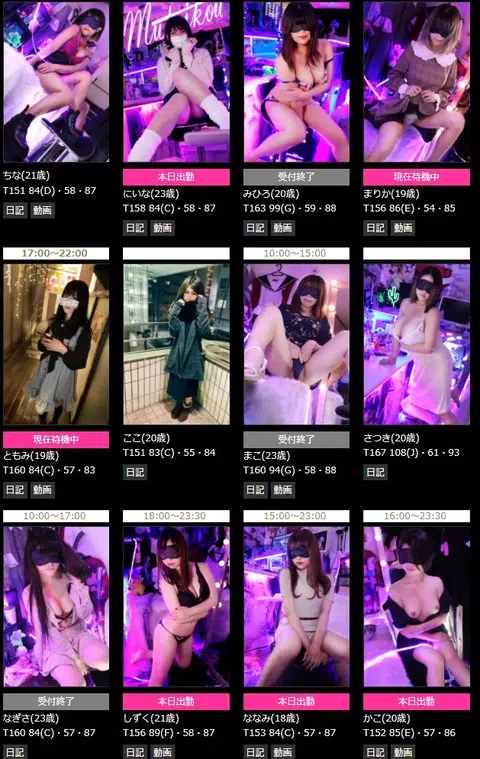 Mutsukou
ちな(21歳)
T151 84(D)・58・87
日記 動画
本日出勤
にいな(23歳)
T158 84(C)・58・87
日記 動画
受付終了
みひろ(20歳)
T163 99(G)・59・88
日記 動画
現在待機中
まりか(19歳)
T156 86(E)・54・85
日記 動画
17:00～22:00
現在待機中
ともみ(19歳)
T160 84(C)・57・83
日記 動画
ここ(20歳)
T151 83(C)・55・84
日記
10:00～15:00
受付終了
まこ(23歳)
T160 94(G)・58・88
日記 動画
さつき(20歳)
T167 108(J)・61・93
日記
10:00～17:00
受付終了
なぎさ(23歳)
T160 84(C)・57・87
日記
18:00～23:30
本日出勤
しずく(21歳)
T156 89(F)・58・87
日記 動画
15:00～23:00
本日出勤
ななみ(18歳)
T153 84(C)・57・87
日記 動画
16:00～23:30
本日出勤
かこ(20歳)
T152 85(E)・57・86
日記 動画